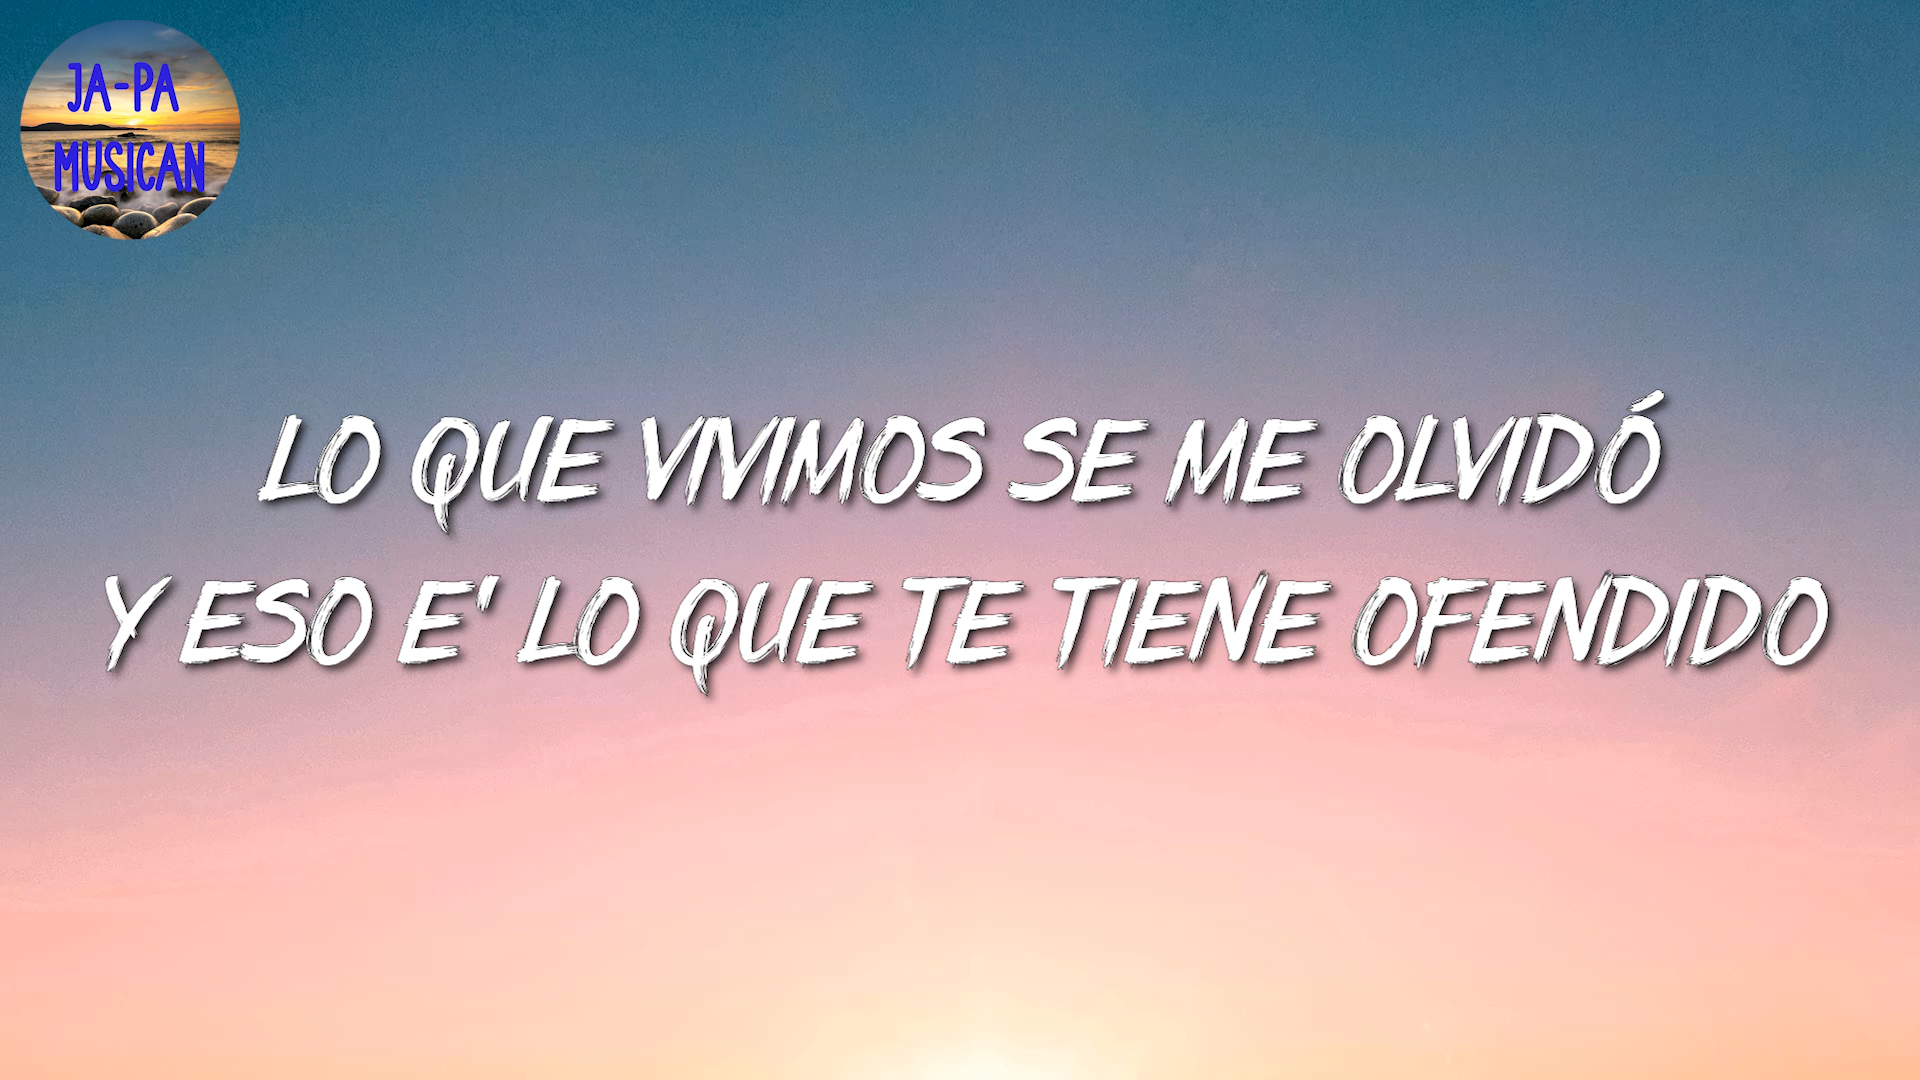 JA-PA
MUSICAN
LO QUE VIVIMOS SE ME OLVIDÓ
Y ESO E' LO QUE TE TIENE OFENDIDO